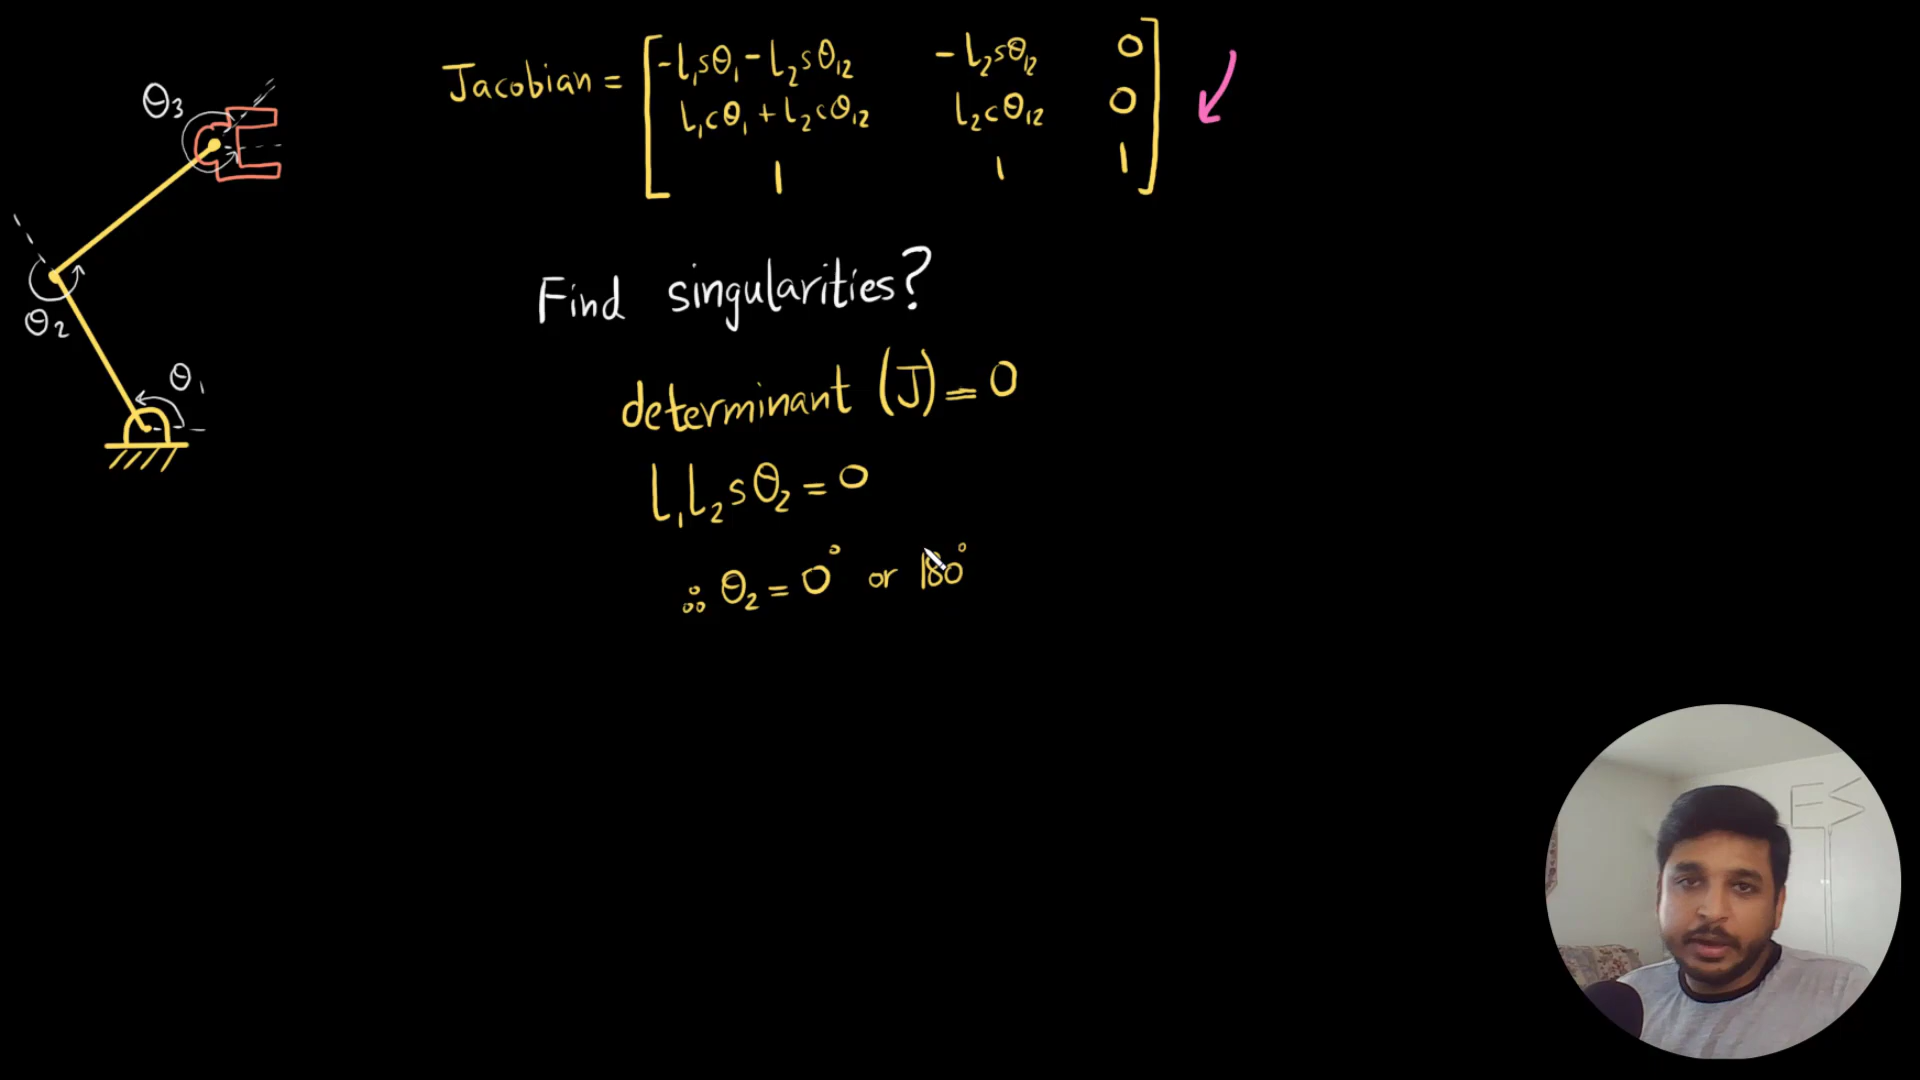 Jacobian = [ -l₁sθ₁ - l₂sθ₁₂   -l₂sθ₁₂   0
l₁cθ₁ + l₂cθ₁₂   l₂cθ₁₂   0
1   1   1 ]
θ₃
θ₂
θ₁
Find singularities?
determinant (J) = 0
l₁l₂sθ₂ = 0
∴ θ₂ = 0° or 180°
ES